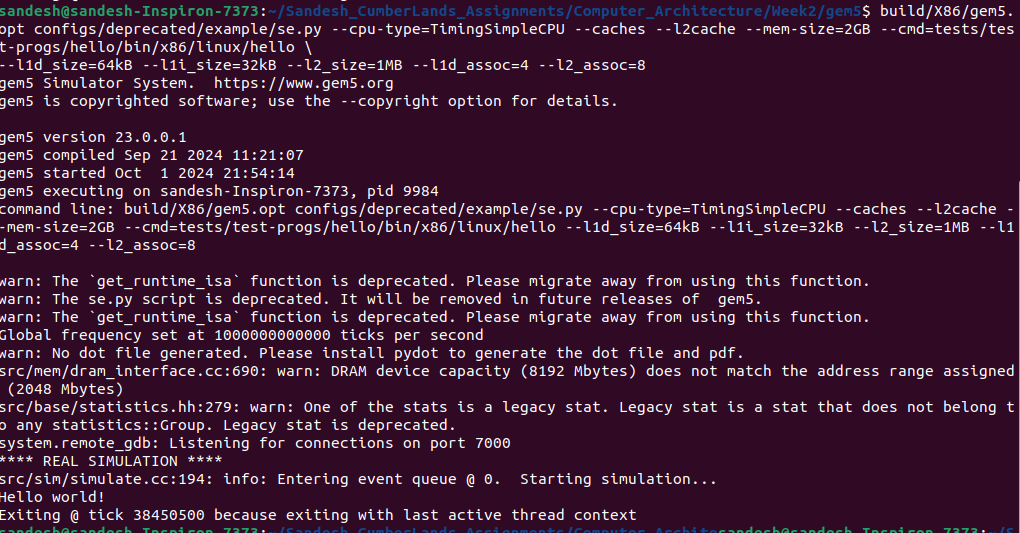 sandesh@sandesh-Inspiron-7373:~/Sandesh_CumberLands_Assignments/Computer_Architecture/Week2/gem5$ build/X86/gem5.
opt configs/deprecated/example/se.py --cpu-type=TimingSimpleCPU --caches --l2cache --mem-size=2GB --cmd=tests/tes
t-progs/hello/bin/x86/linux/hello \
--l1d_size=64kB --l1i_size=32kB --l2_size=1MB --l1d_assoc=4 --l2_assoc=8
gem5 Simulator System.  https://www.gem5.org
gem5 is copyrighted software; use the --copyright option for details.

gem5 version 23.0.0.1
gem5 compiled Sep 21 2024 11:21:07
gem5 started Oct  1 2024 21:54:14
gem5 executing on sandesh-Inspiron-7373, pid 9984
command line: build/X86/gem5.opt configs/deprecated/example/se.py --cpu-type=TimingSimpleCPU --caches --l2cache -
-mem-size=2GB --cmd=tests/test-progs/hello/bin/x86/linux/hello --l1d_size=64kB --l1i_size=32kB --l2_size=1MB --l1
d_assoc=4 --l2_assoc=8

warn: The `get_runtime_isa` function is deprecated. Please migrate away from using this function.
warn: The se.py script is deprecated. It will be removed in future releases of  gem5.
warn: The `get_runtime_isa` function is deprecated. Please migrate away from using this function.
Global frequency set at 1000000000000 ticks per second
warn: No dot file generated. Please install pydot to generate the dot file and pdf.
src/mem/dram_interface.cc:690: warn: DRAM device capacity (8192 Mbytes) does not match the address range assigned
 (2048 Mbytes)
src/base/statistics.hh:279: warn: One of the stats is a legacy stat. Legacy stat is a stat that does not belong t
o any statistics::Group. Legacy stat is deprecated.
system.remote_gdb: Listening for connections on port 7000
**** REAL SIMULATION ****
src/sim/simulate.cc:194: info: Entering event queue @ 0.  Starting simulation...
Hello world!
Exiting @ tick 38450500 because exiting with last active thread context
sandesh@sandesh-Inspiron-7373:~/Sandesh_CumberLands_Assignments/Computer_Architecsandesh@sandesh-Inspiron-7373:~/S